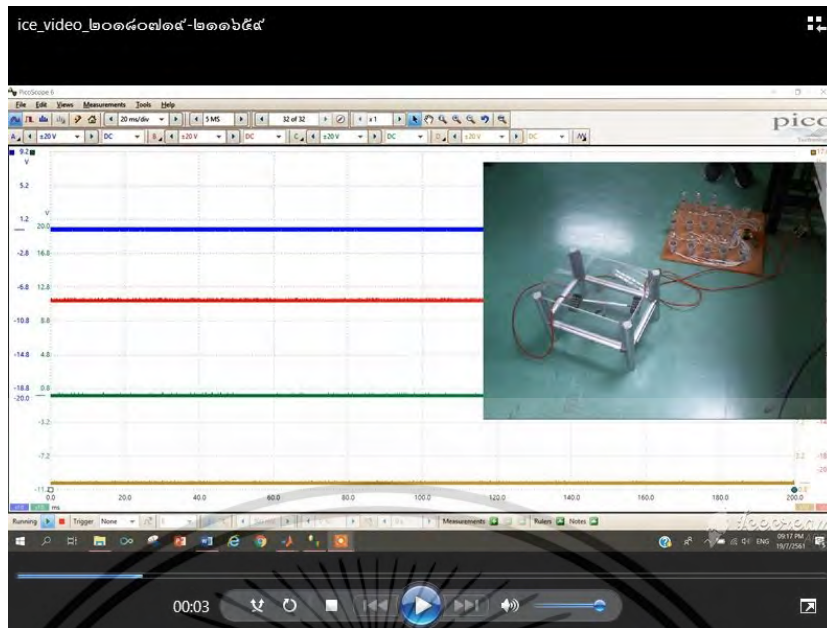 ice_video_๒๐๑๘๐๗๑๙-๒๑๑๖๕๙
PicoScope 6
File Edit Views Measurements Tools Help
20 ms/div 5 MS 32 of 32 x 1
pico
A ±20 V DC B ±20 V DC C ±20 V DC D ±20 V DC
9.2
V
5.2
1.2 V
20.0
-2.8 16.0
-6.8 12.8
-10.8 8.0
-14.8 4.0
-18.8 0.0
-20.0
-3.2
-7.2
0.0 20.0 40.0 60.0 80.0 100.0 120.0 140.0 160.0 180.0 200.0
ms
Running Trigger None Measurements Rulers Notes
Icecream
ENG 09:17 PM
19/7/2561
00:03